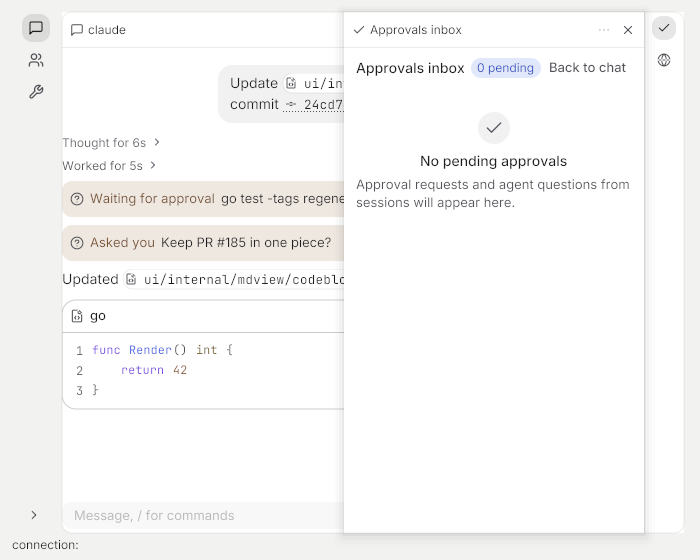 claude
Update ui/in
commit 24cd7
Thought for 6s
Worked for 5s
Waiting for approval go test -tags regene
Asked you Keep PR #185 in one piece?
Updated ui/internal/mdview/codeblo
go
1 func Render() int {
2     return 42
3 }
Message, / for commands
connection:
Approvals inbox
Approvals inbox 0 pending Back to chat
No pending approvals
Approval requests and agent questions from
sessions will appear here.